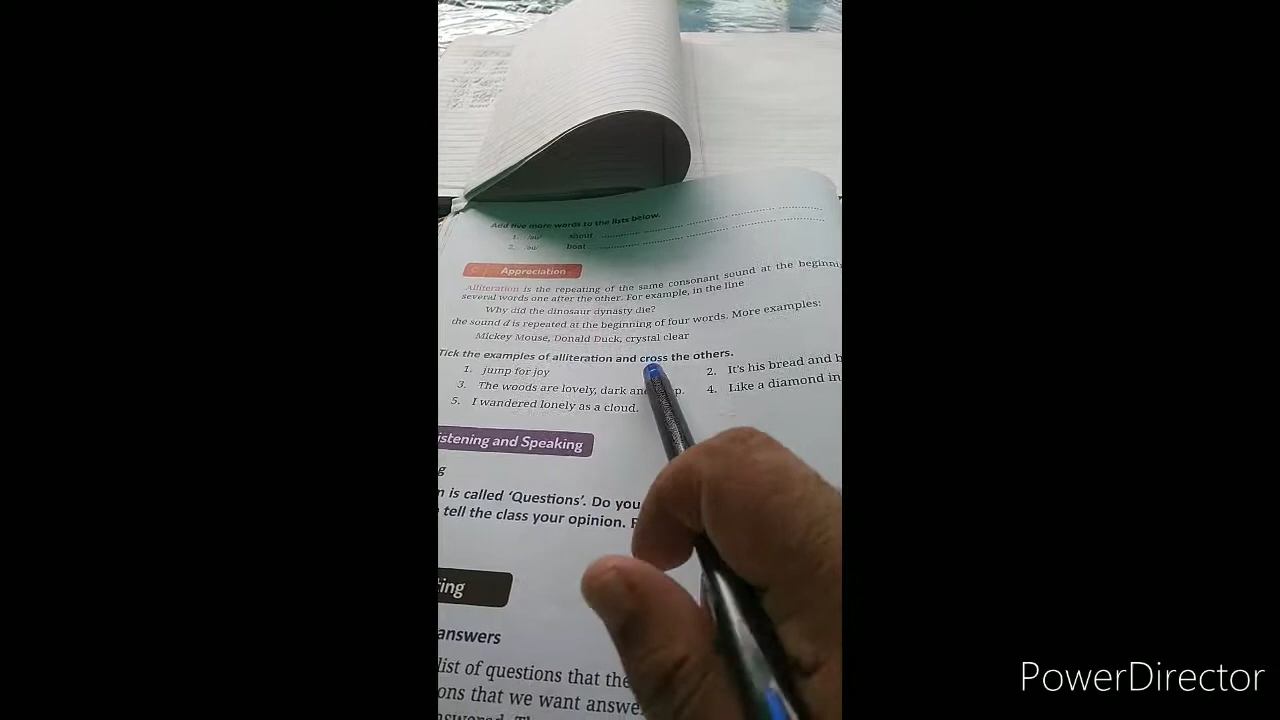 Add five more words to the lists below.
1. /au/ shout
2. /ou/ boat
C Appreciation
Alliteration is the repeating of the same consonant sound at the beginni
several words one after the other. For example, in the line
Why did the dinosaur dynasty die?
the sound d is repeated at the beginning of four words. More examples:
Mickey Mouse, Donald Duck, crystal clear
Tick the examples of alliteration and cross the others.
1. jump for joy
2. It's his bread and b
3. The woods are lovely, dark an p.
4. Like a diamond in
5. I wandered lonely as a cloud.
istening and Speaking
g
n is called 'Questions'. Do you
tell the class your opinion.
ting
answers
list of questions that the
ons that we want answe
PowerDirector